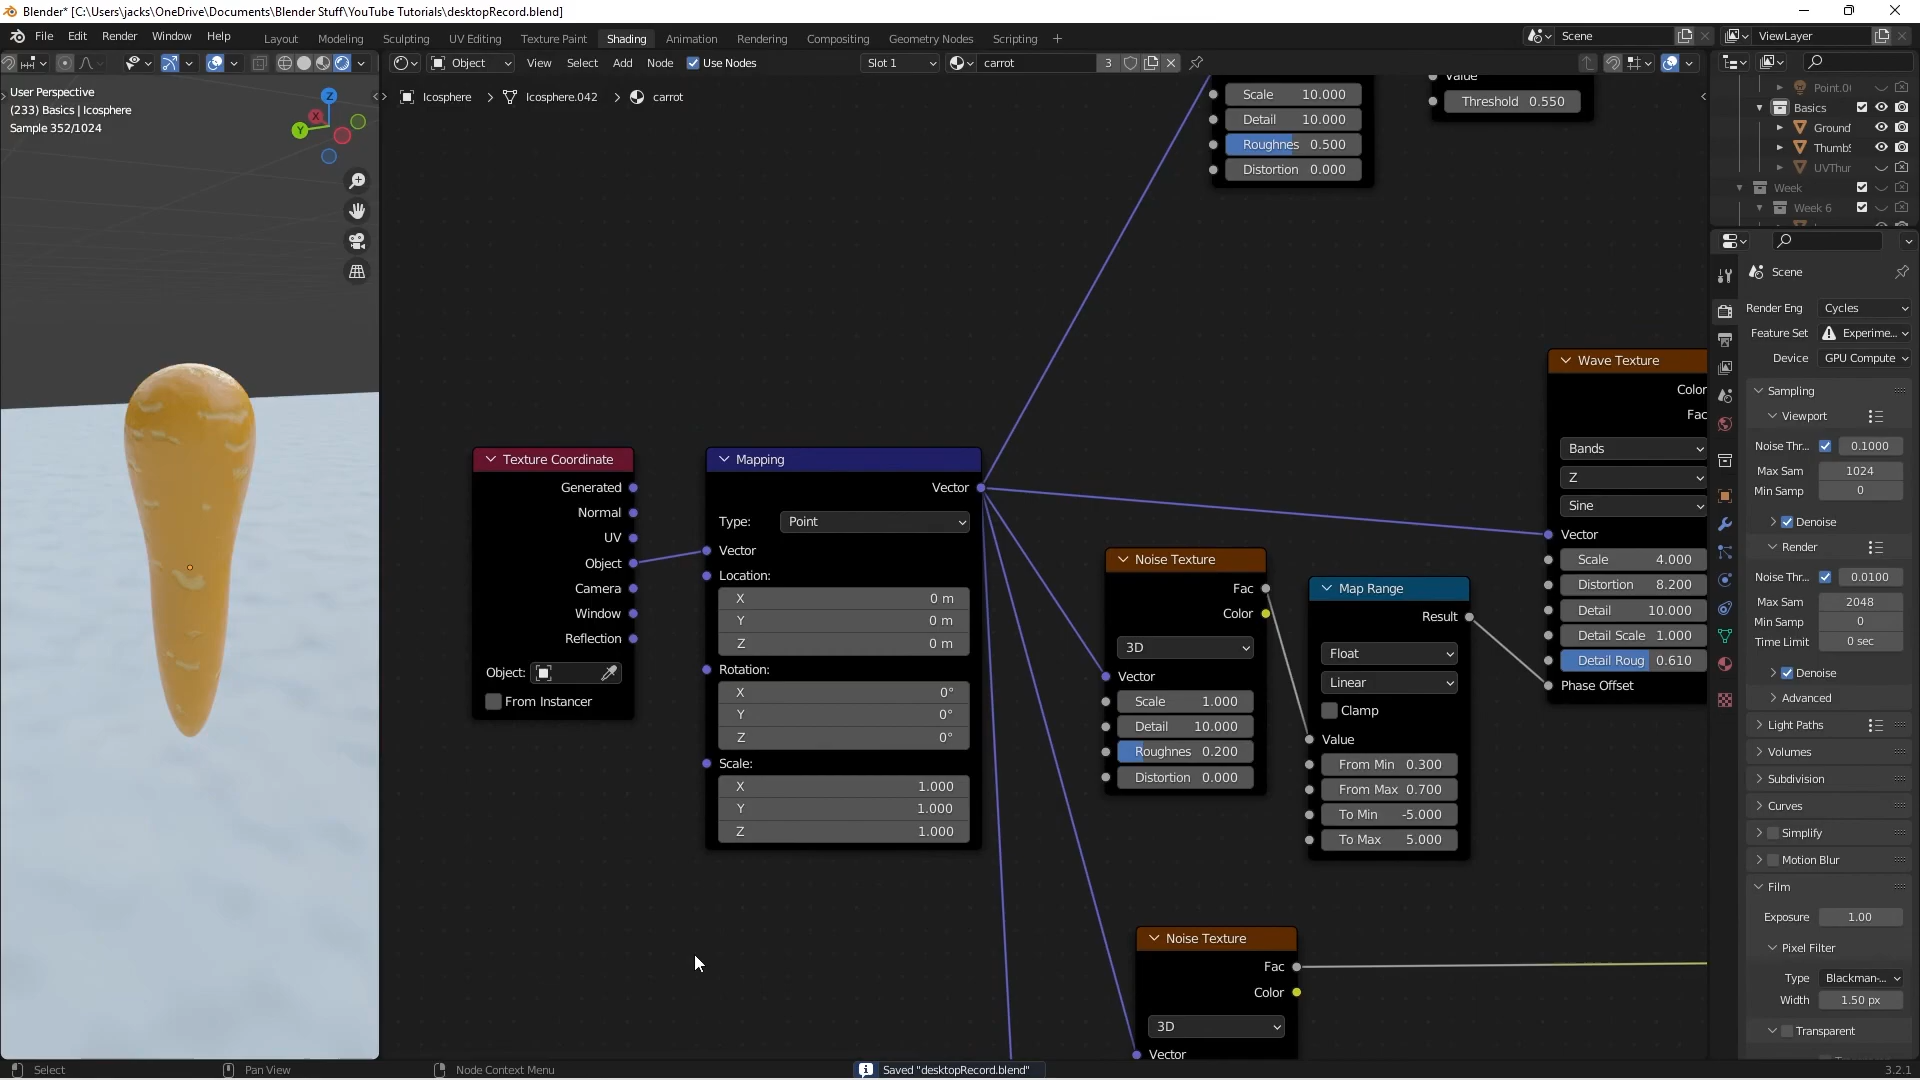 Blender* [C:\Users\jacks\OneDrive\Documents\Blender Stuff\YouTube Tutorials\desktopRecord.blend]
File Edit Render Window Help Layout Modeling Sculpting UV Editing Texture Paint Shading Animation Rendering Compositing Geometry Nodes Scripting + Scene ViewLayer
Object View Select Add Node Use Nodes Slot 1 carrot 3
User Perspective
(233) Basics | Icosphere
Sample 352/1024
Z
X
Y
Icosphere > Icosphere.042 > carrot
Scale 10.000
Detail 10.000
Roughnes 0.500
Distortion 0.000
Value
Threshold 0.550
Texture Coordinate
Generated
Normal
UV
Object
Camera
Window
Reflection
Object:
From Instancer
Mapping
Vector
Type: Point
Vector
Location:
X 0 m
Y 0 m
Z 0 m
Rotation:
X 0°
Y 0°
Z 0°
Scale:
X 1.000
Y 1.000
Z 1.000
Noise Texture
Fac
Color
3D
Vector
Scale 1.000
Detail 10.000
Roughness 0.200
Distortion 0.000
Map Range
Result
Float
Linear
Clamp
Value
From Min 0.300
From Max 0.700
To Min -5.000
To Max 5.000
Wave Texture
Color
Fac
Bands
Z
Sine
Vector
Scale 4.000
Distortion 8.200
Detail 10.000
Detail Scale 1.000
Detail Roug 0.610
Phase Offset
Noise Texture
Fac
Color
3D
Vector
Point.0
Basics
Ground
Thumb
UVThur
Week
Week 6
Scene
Render Eng Cycles
Feature Set Experime...
Device GPU Compute
Sampling
Viewport
Noise Thr... 0.1000
Max Sam 1024
Min Samp 0
Denoise
Render
Noise Thr... 0.0100
Max Sam 2048
Min Samp 0
Time Limit 0 sec
Denoise
Advanced
Light Paths
Volumes
Subdivision
Curves
Simplify
Motion Blur
Film
Exposure 1.00
Pixel Filter
Type Blackman-...
Width 1.50 px
Transparent
Select Pan View Node Context Menu Saved "desktopRecord.blend" 3.2.1